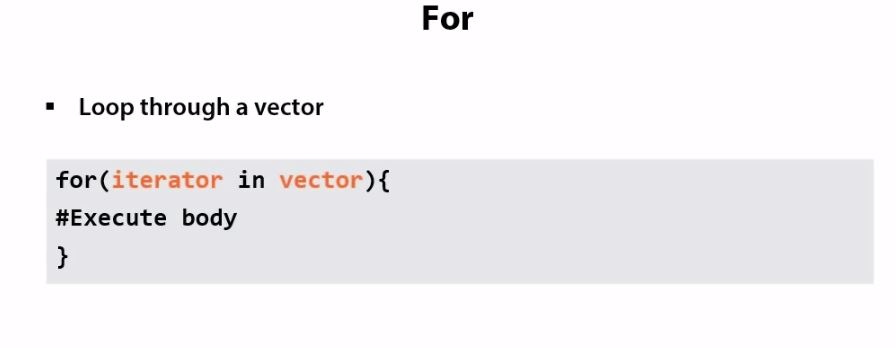 For
▪ Loop through a vector
for(iterator in vector){
#Execute body
}